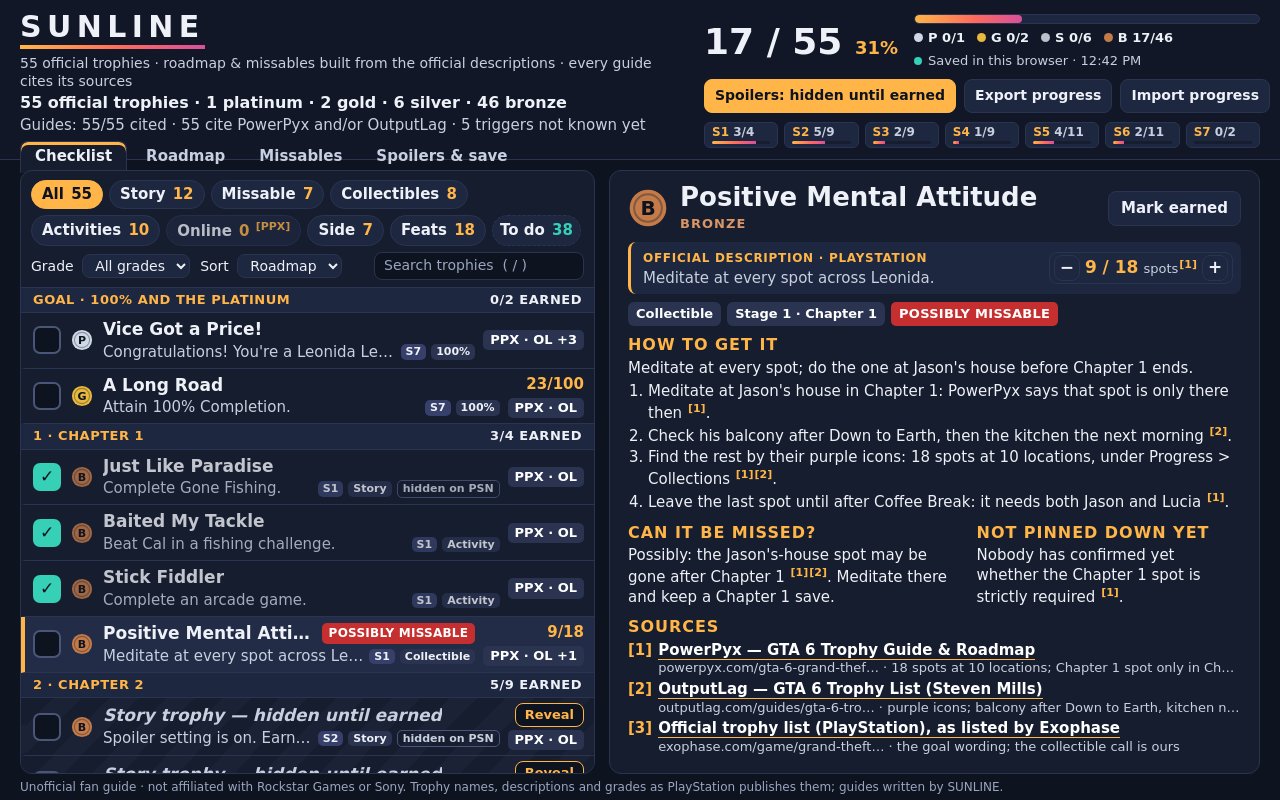 SUNLINE
55 official trophies · roadmap & missables built from the official descriptions · every guide
cites its sources
55 official trophies · 1 platinum · 2 gold · 6 silver · 46 bronze
Guides: 55/55 cited · 55 cite PowerPyx and/or OutputLag · 5 triggers not known yet
17 / 55 31%
P 0/1 G 0/2 S 0/6 B 17/46
Saved in this browser · 12:42 PM
Spoilers: hidden until earned Export progress Import progress
S1 3/4 S2 5/9 S3 2/9 S4 1/9 S5 4/11 S6 2/11 S7 0/2
Checklist Roadmap Missables Spoilers & save
All 55 Story 12 Missable 7 Collectibles 8
Activities 10 Online 0 [PPX] Side 7 Feats 18 To do 38
Grade All grades Sort Roadmap Search trophies ( / )
GOAL · 100% AND THE PLATINUM 0/2 EARNED
P Vice Got a Price!
Congratulations! You're a Leonida Le… S7 100% PPX · OL +3
G A Long Road 23/100
Attain 100% Completion. S7 100% PPX · OL
1 · CHAPTER 1 3/4 EARNED
✓ B Just Like Paradise
Complete Gone Fishing. S1 Story hidden on PSN PPX · OL
✓ B Baited My Tackle
Beat Cal in a fishing challenge. S1 Activity PPX · OL
✓ B Stick Fiddler
Complete an arcade game. S1 Activity PPX · OL
B Positive Mental Atti… POSSIBLY MISSABLE 9/18
Meditate at every spot across Le… S1 Collectible PPX · OL +1
2 · CHAPTER 2 5/9 EARNED
B Story trophy — hidden until earned Reveal
Spoiler setting is on. Earn… S2 Story hidden on PSN PPX · OL
Story trophy — hidden until earned Reveal
B Positive Mental Attitude Mark earned
BRONZE
OFFICIAL DESCRIPTION · PLAYSTATION
Meditate at every spot across Leonida. − 9 / 18 spots[1] +
Collectible Stage 1 · Chapter 1 POSSIBLY MISSABLE
HOW TO GET IT
Meditate at every spot; do the one at Jason's house before Chapter 1 ends.
1. Meditate at Jason's house in Chapter 1: PowerPyx says that spot is only there
then [1].
2. Check his balcony after Down to Earth, then the kitchen the next morning [2].
3. Find the rest by their purple icons: 18 spots at 10 locations, under Progress >
Collections [1][2].
4. Leave the last spot until after Coffee Break: it needs both Jason and Lucia [1].
CAN IT BE MISSED?
Possibly: the Jason's-house spot may be
gone after Chapter 1 [1][2]. Meditate there
and keep a Chapter 1 save.
NOT PINNED DOWN YET
Nobody has confirmed yet
whether the Chapter 1 spot is
strictly required [1].
SOURCES
[1] PowerPyx — GTA 6 Trophy Guide & Roadmap
powerpyx.com/gta-6-grand-thef… · 18 spots at 10 locations; Chapter 1 spot only in Ch…
[2] OutputLag — GTA 6 Trophy List (Steven Mills)
outputlag.com/guides/gta-6-tro… · purple icons; balcony after Down to Earth, kitchen n…
[3] Official trophy list (PlayStation), as listed by Exophase
exophase.com/game/grand-theft… · the goal wording; the collectible call is ours
Unofficial fan guide · not affiliated with Rockstar Games or Sony. Trophy names, descriptions and grades as PlayStation publishes them; guides written by SUNLINE.